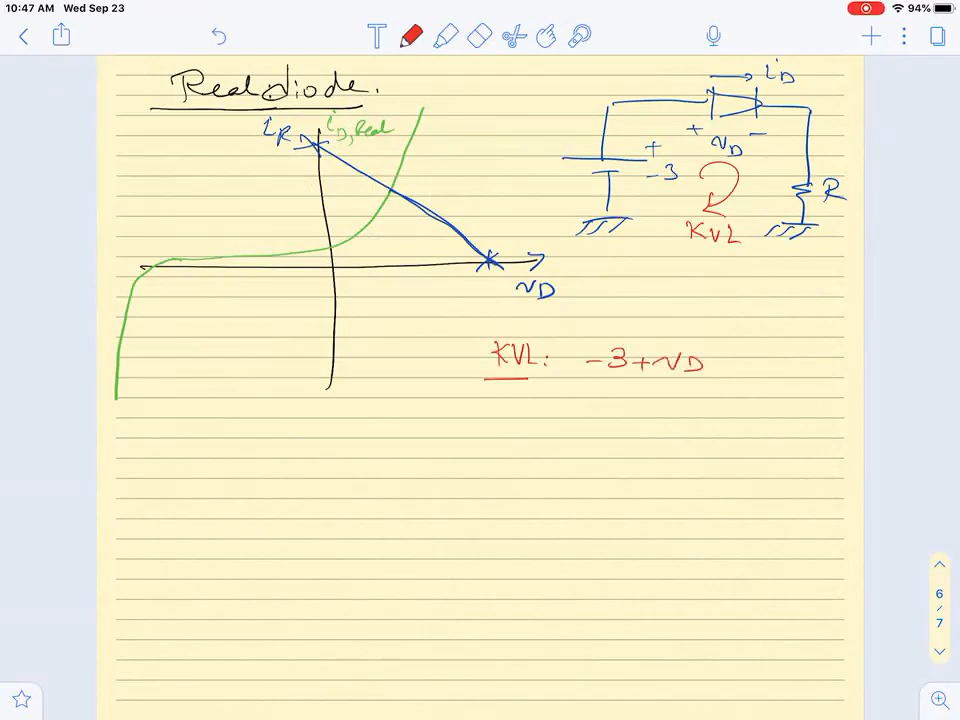 10:47 AM Wed Sep 23
94%
T
Real diode.
iD
iR
iD, Real
+ vD -
+
- 3
R
KVL
vD
KVL: -3 + vD
6
/
7